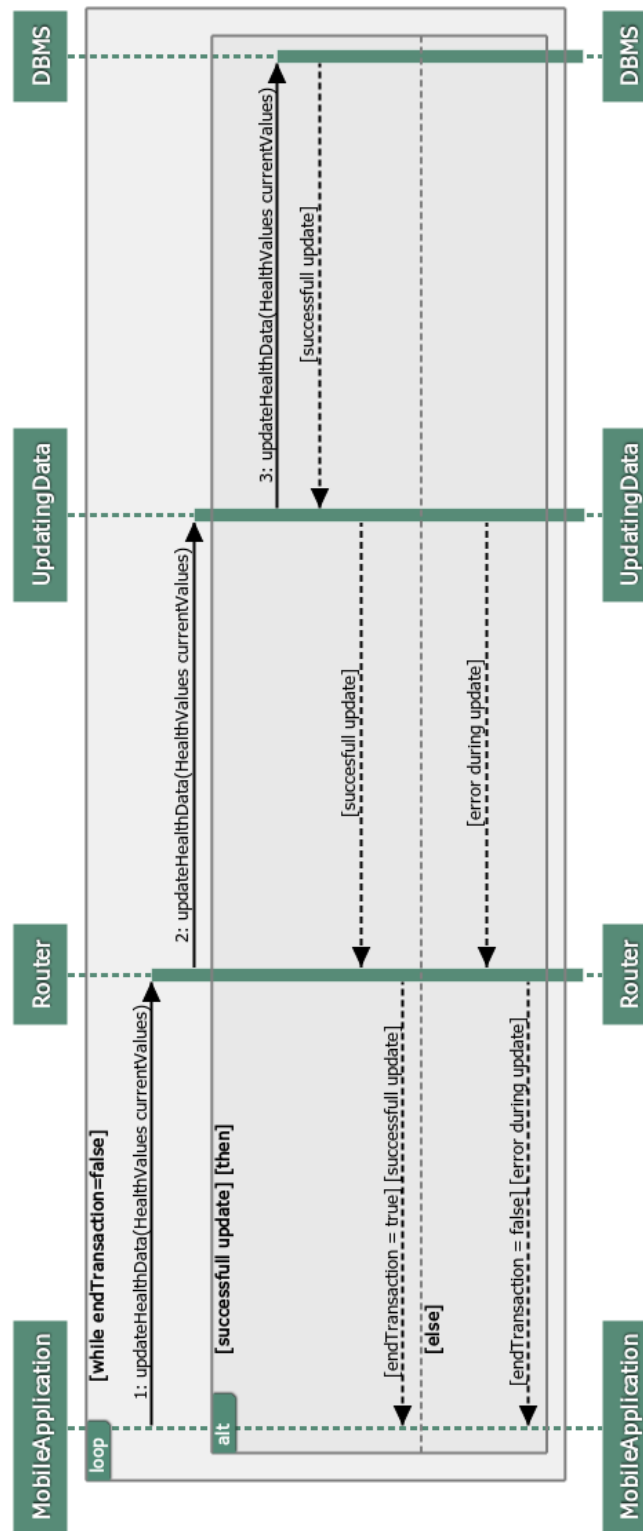 MobileApplication
Router
UpdatingData
DBMS
loop
[while endTransaction=false]
1: updateHealthData(HealthValues currentValues)
2: updateHealthData(HealthValues currentValues)
alt
[successfull update] [then]
3: updateHealthData(HealthValues currentValues)
[successfull update]
[succesfull update]
[endTransaction = true] [successfull update]
[else]
[error during update]
[endTransaction = false] [error during update]
MobileApplication
Router
UpdatingData
DBMS